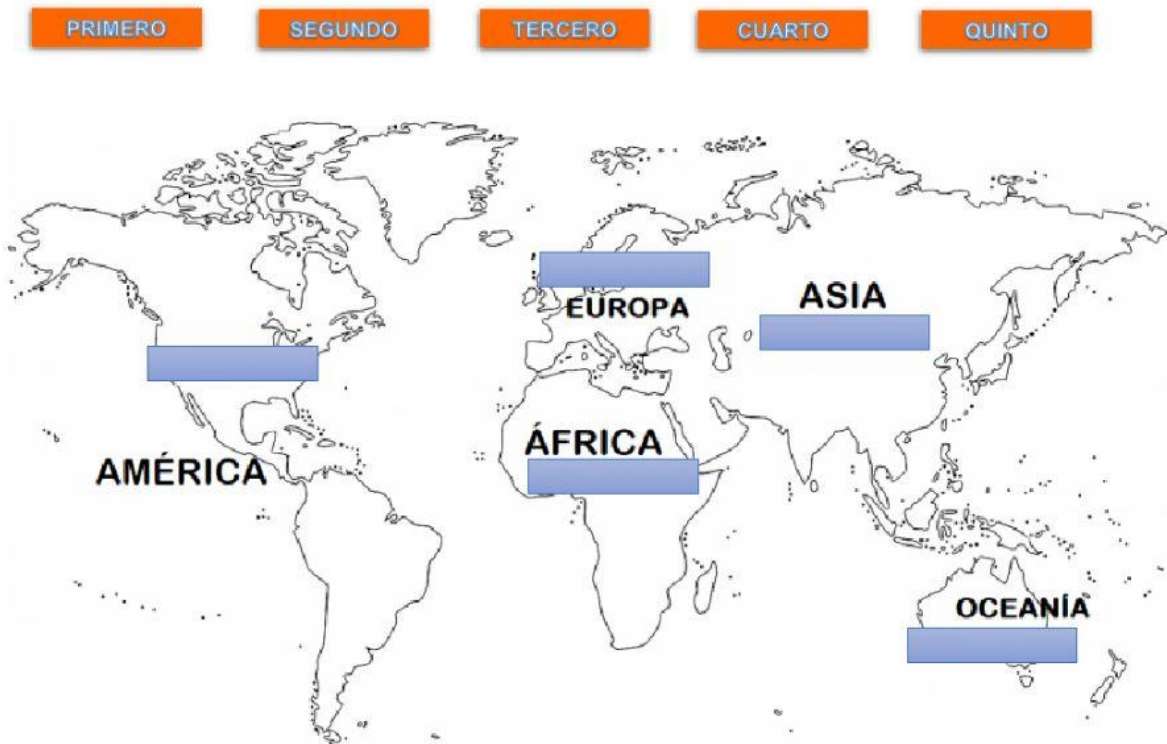 PRIMERO
SEGUNDO
TERCERO
CUARTO
QUINTO
ASIA
EUROPA
ÁFRICA
AMÉRICA
OCEANÍA